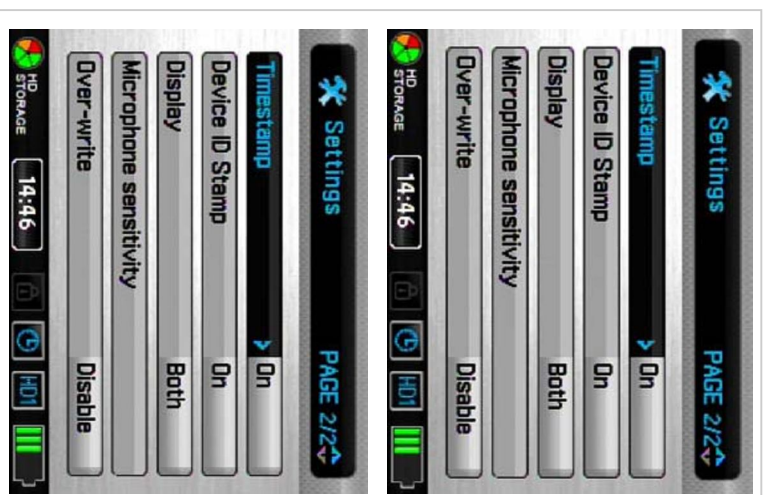 Settings PAGE 2/2
Timestamp On
Device ID Stamp On
Display Both
Microphone sensitivity
Over-write Disable
HD STORAGE 14:46 HD1
Settings PAGE 2/2
Timestamp On
Device ID Stamp On
Display Both
Microphone sensitivity
Over-write Disable
HD STORAGE 14:46 HD1